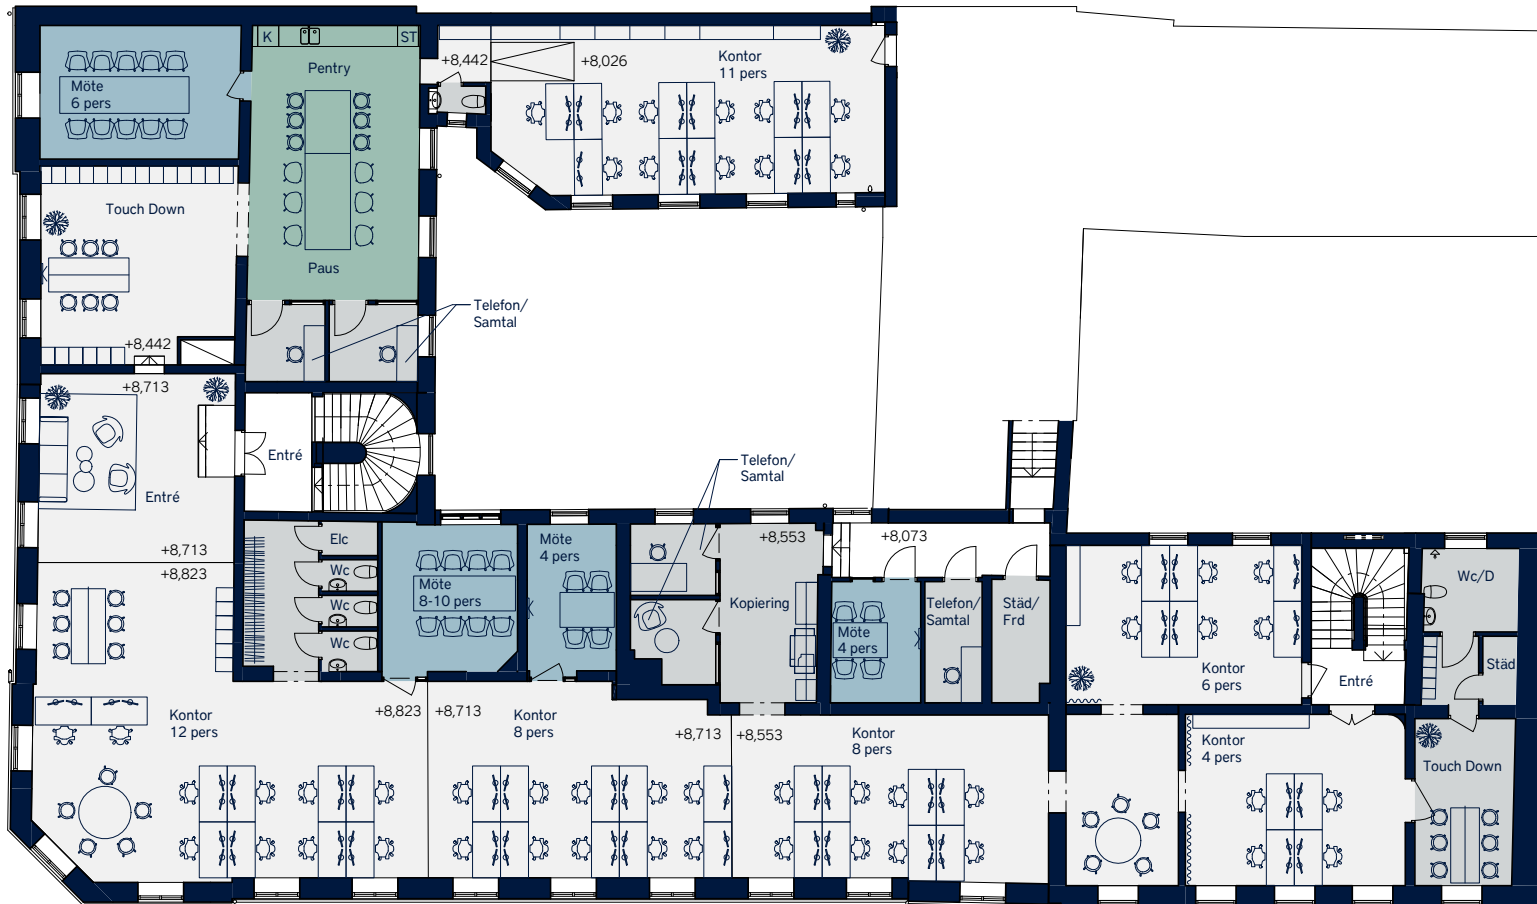 K
ST
Pentry
Möte
6 pers
+8,442
+8,026
Kontor
11 pers
Touch Down
Paus
Telefon/
Samtal
+8,442
+8,713
Entré
Entré
Telefon/
Samtal
+8,713
+8,823
Elc
Wc
Wc
Wc
Möte
8-10 pers
Möte
4 pers
+8,553
+8,073
Kopiering
Möte
4 pers
Telefon/
Samtal
Städ/
Frd
Wc/D
Städ
Kontor
6 pers
Entré
+8,823
+8,713
Kontor
12 pers
Kontor
8 pers
+8,713
+8,553
Kontor
8 pers
Kontor
4 pers
Touch Down